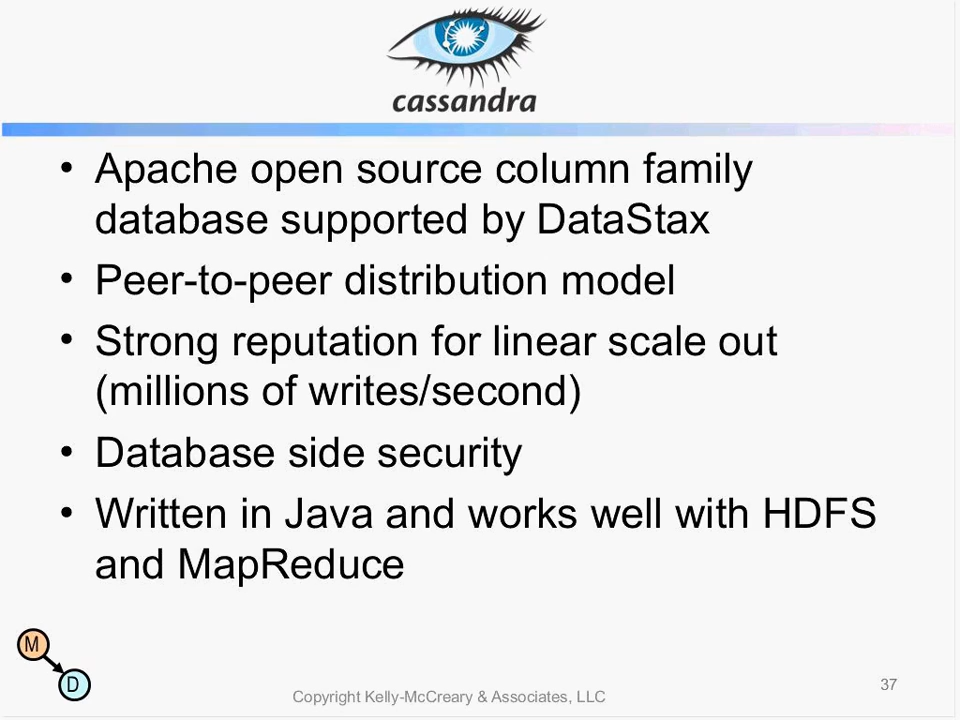 cassandra
• Apache open source column family
database supported by DataStax
• Peer-to-peer distribution model
• Strong reputation for linear scale out
(millions of writes/second)
• Database side security
• Written in Java and works well with HDFS
and MapReduce
M
D
Copyright Kelly-McCreary & Associates, LLC
37